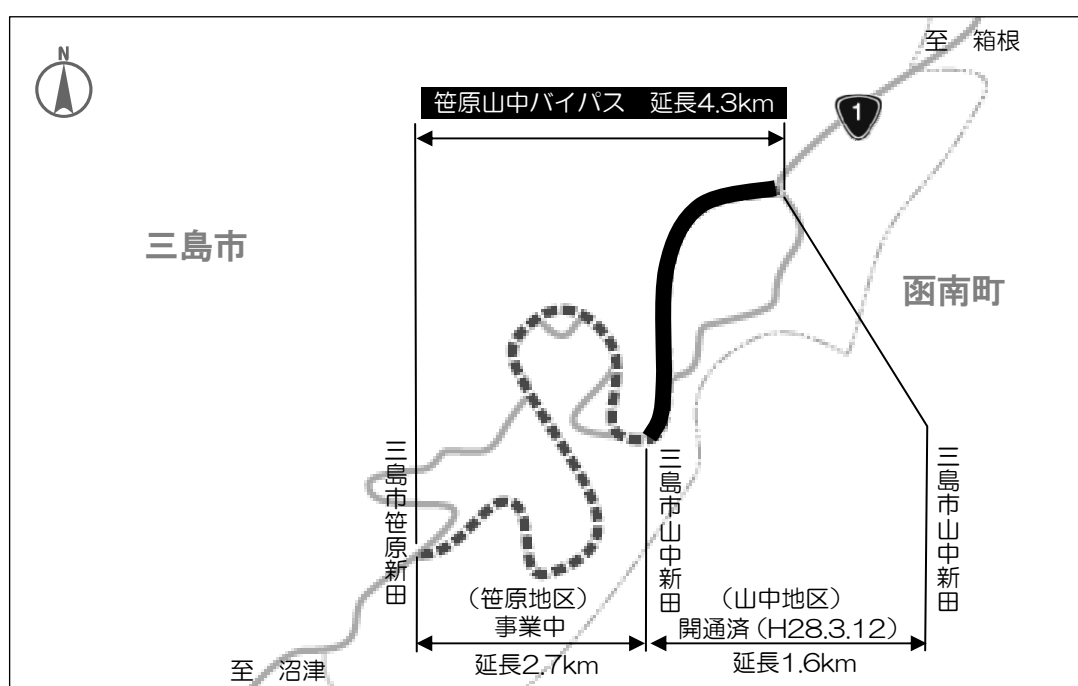 N
至 箱根
笹原山中バイパス 延長4.3km
1
三島市
函南町
三島市笹原新田
三島市山中新田
三島市山中新田
(笹原地区)
事業中
延長2.7km
(山中地区)
開通済(H28.3.12)
延長1.6km
至 沼津